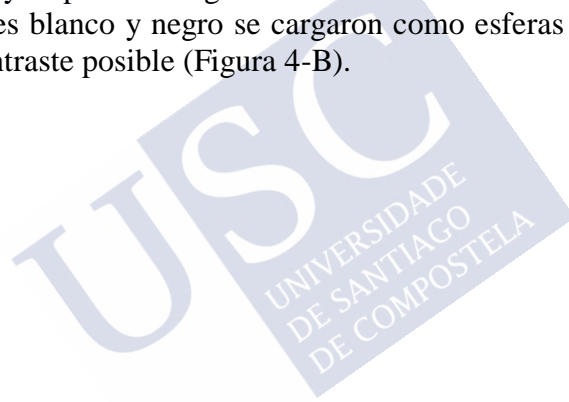 es blanco y negro se cargaron como esferas
ntraste posible (Figura 4-B).
USC
UNIVERSIDADE
DE SANTIAGO
DE COMPOSTELA